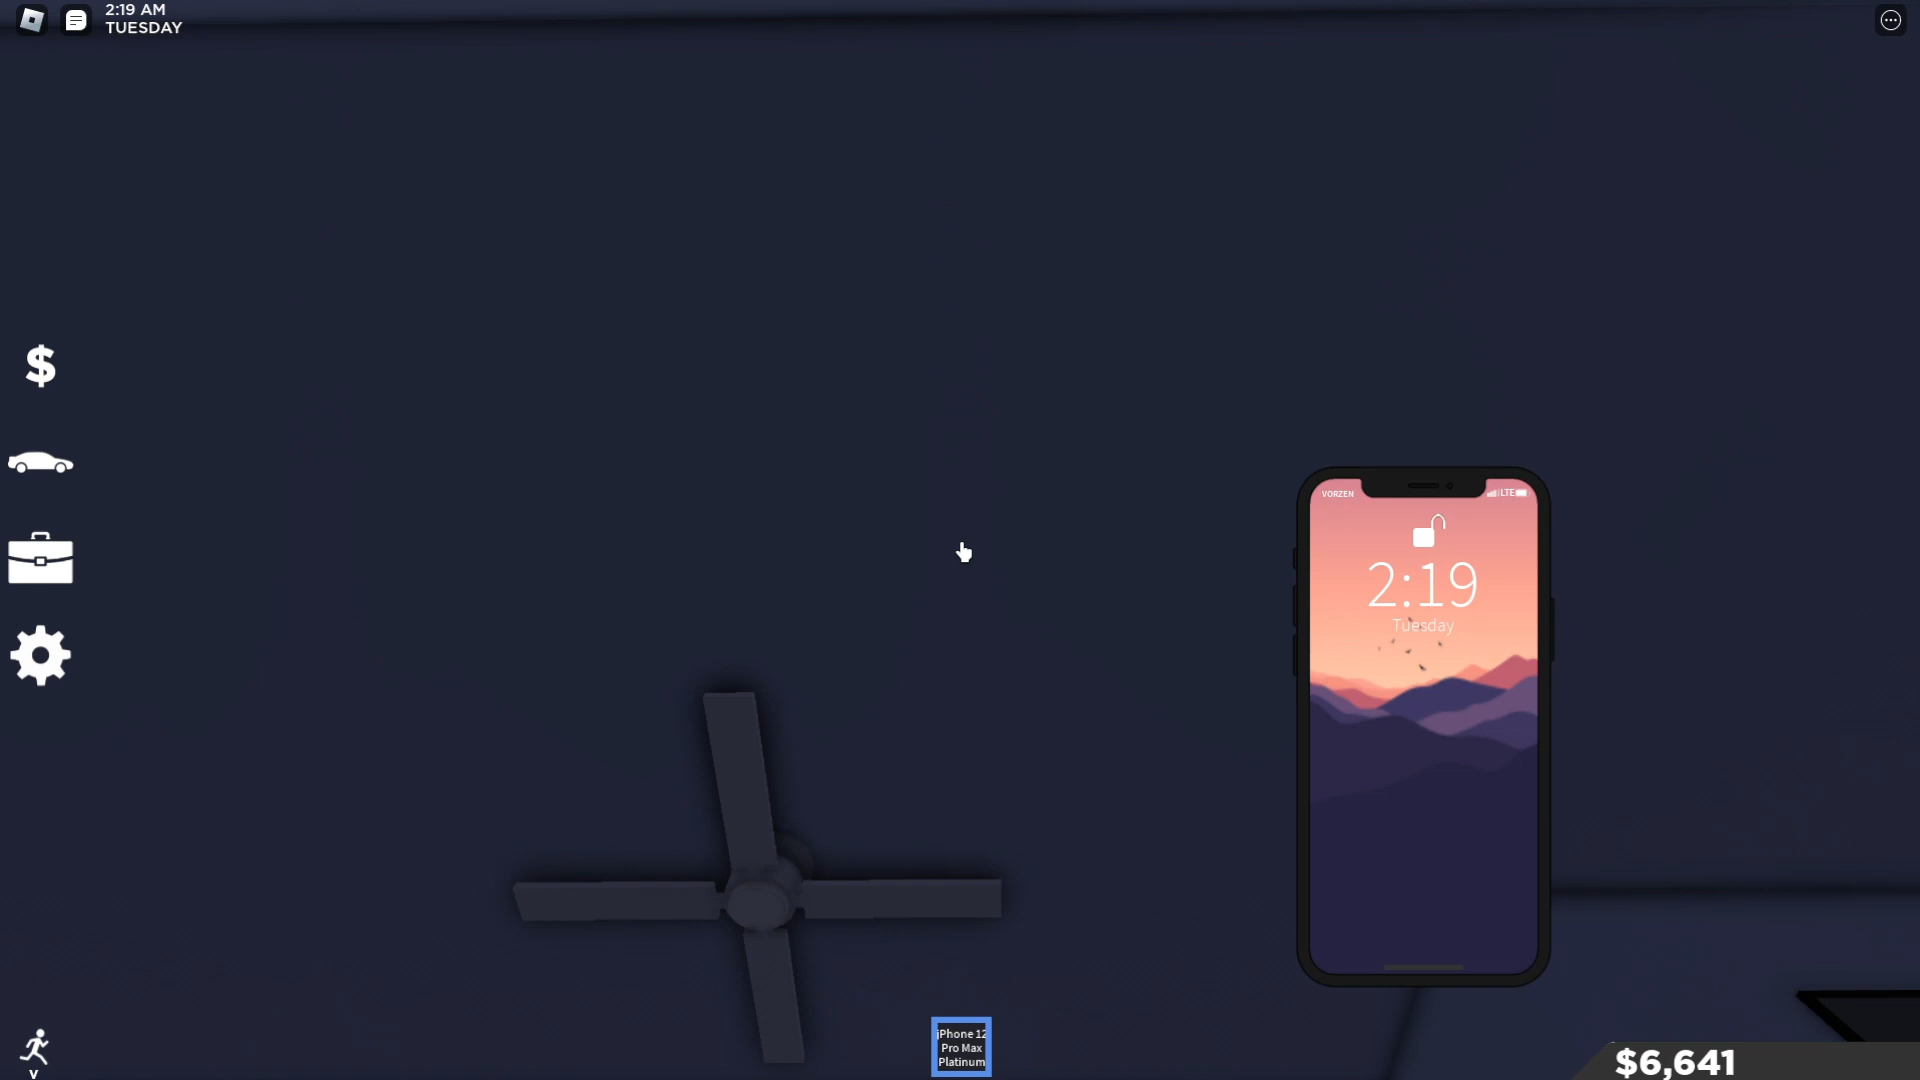 2:19 AM
TUESDAY
$
VORZEN
LTE
2:19
Tuesday
iPhone 12
Pro Max
Platinum
V
$6,641